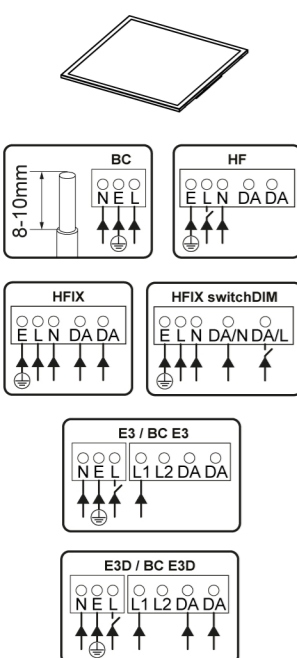 BC
8-10mm
N E L
HF
E L N DA DA
HFIX
E L N DA DA
HFIX switchDIM
E L N DA/N DA/L
E3 / BC E3
N E L L1 L2 DA DA
E3D / BC E3D
N E L L1 L2 DA DA